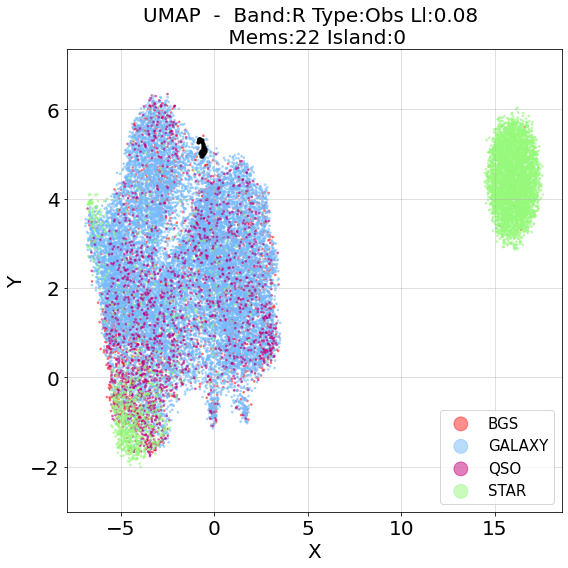 UMAP  -  Band:R Type:Obs Ll:0.08
Mems:22 Island:0
Y
6
4
2
0
−2
−5
0
5
10
15
X
BGS
GALAXY
QSO
STAR